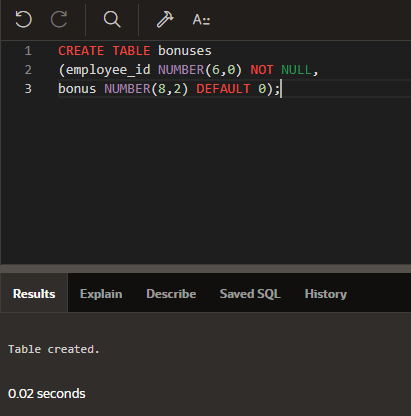 A::
1 CREATE TABLE bonuses
2 (employee_id NUMBER(6,0) NOT NULL,
3 bonus NUMBER(8,2) DEFAULT 0);
Results Explain Describe Saved SQL History
Table created.
0.02 seconds